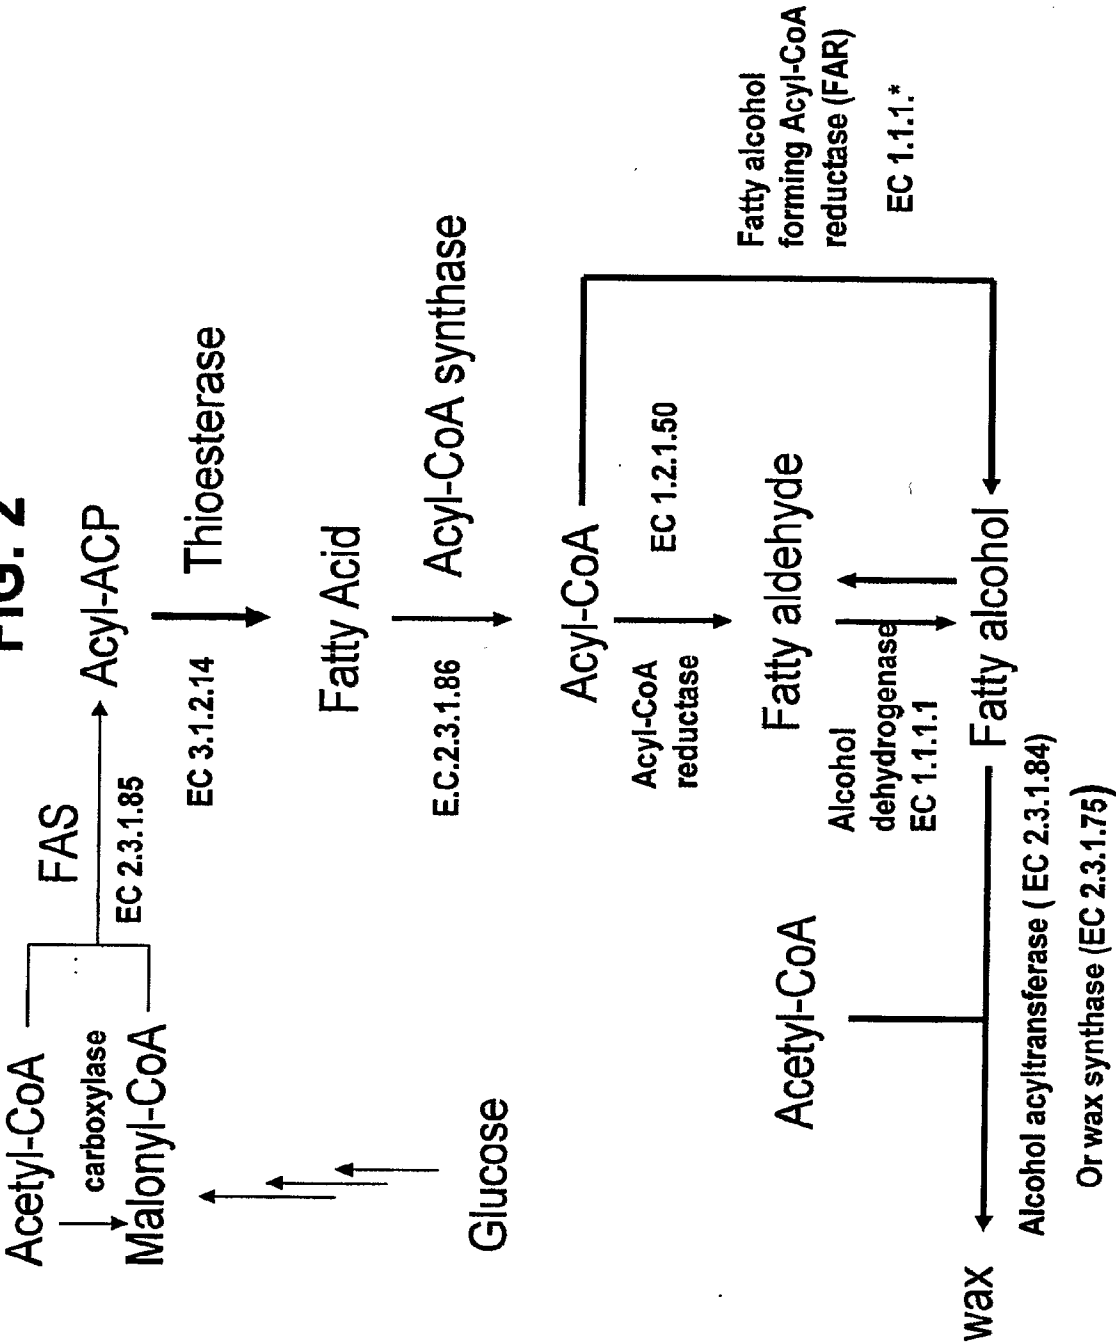 FIG. 2
Acetyl-CoA
carboxylase
Malonyl-CoA
FAS
EC 2.3.1.85
Acyl-ACP
Glucose
EC 3.1.2.14
Thioesterase
Fatty Acid
E.C.2.3.1.86
Acyl-CoA synthase
Acyl-CoA
Acyl-CoA
reductase
EC 1.2.1.50
Fatty alcohol
forming Acyl-CoA
reductase (FAR)
EC 1.1.1.*
Fatty aldehyde
Alcohol
dehydrogenase
EC 1.1.1.1
Acetyl-CoA
Fatty alcohol
wax
Alcohol acyltransferase ( EC 2.3.1.84)
Or wax synthase (EC 2.3.1.75)